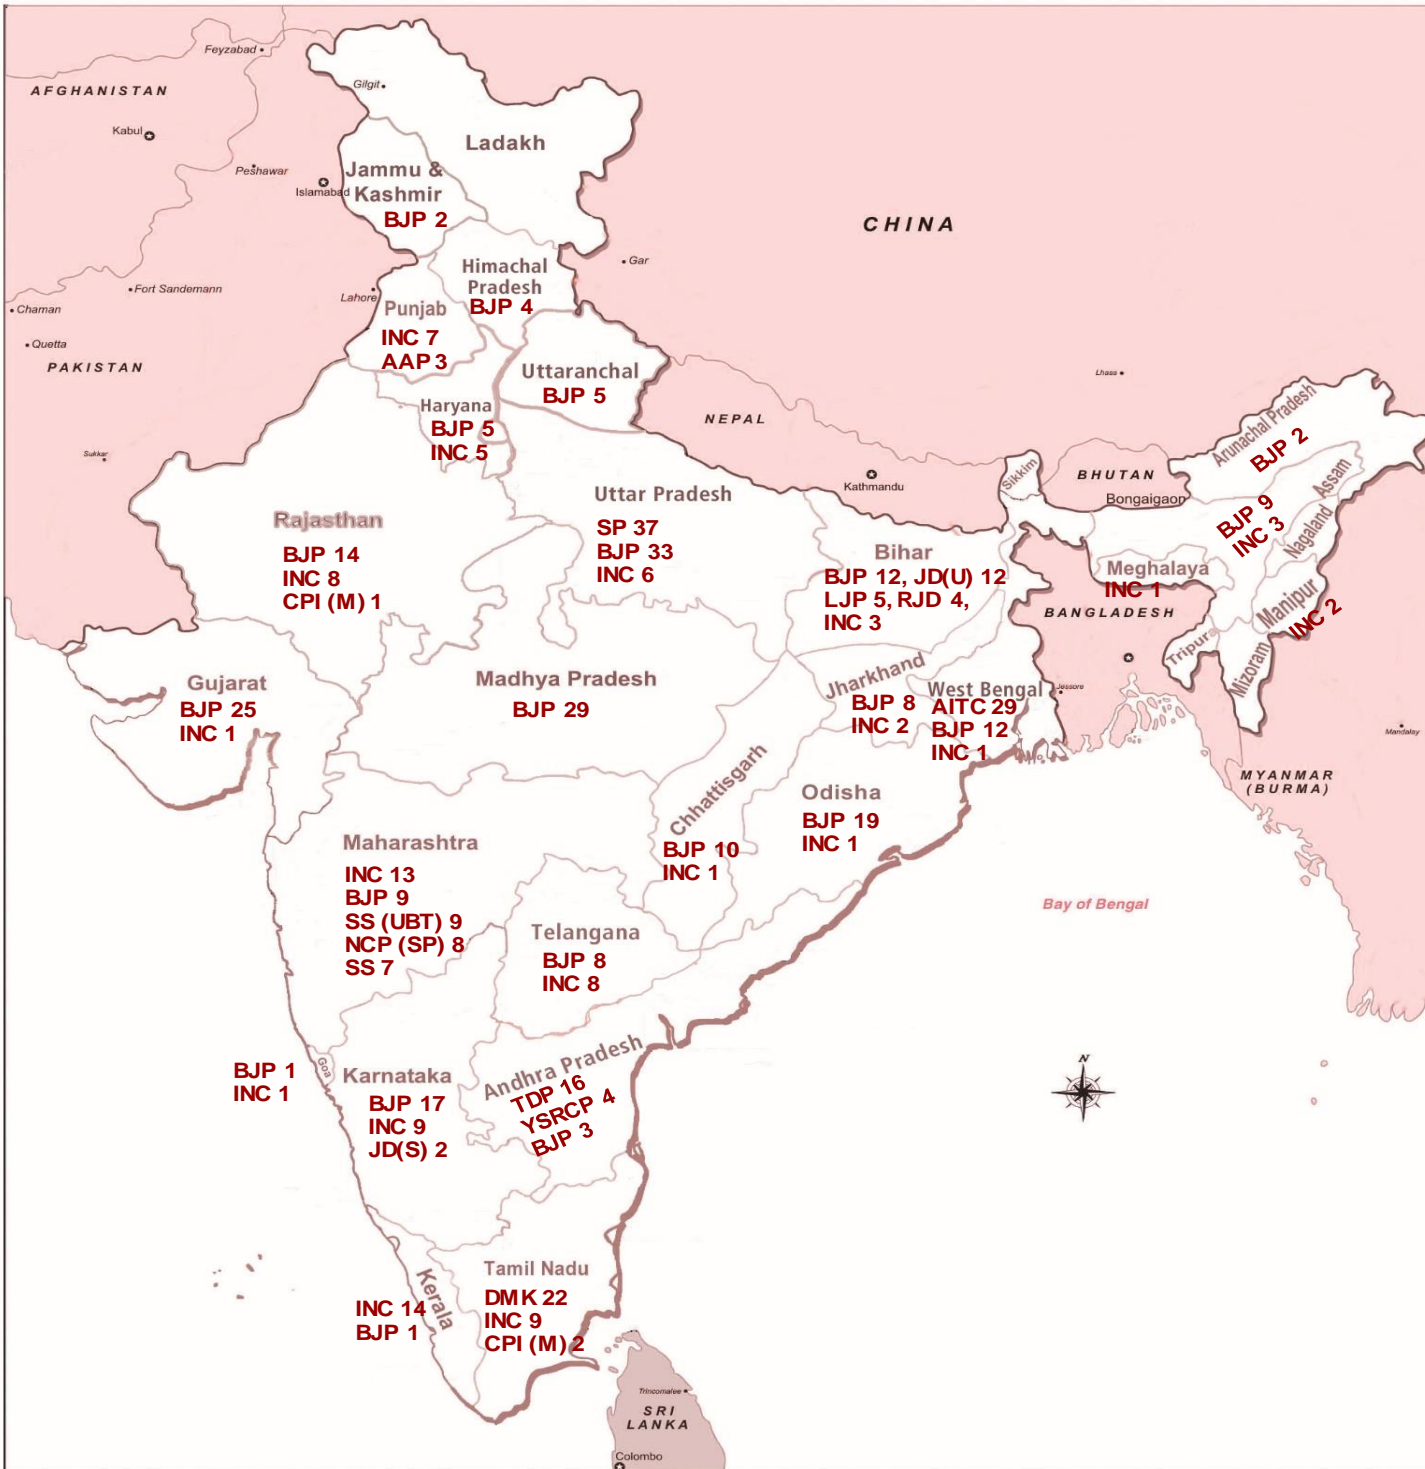 Feyzabad
AFGHANISTAN
Kabul
Peshawar
Islamabad
Gilgit
Ladakh
Jammu &
Kashmir
BJP 2
CHINA
Gar
Himachal
Pradesh
BJP 4
Fort Sandemann
Lahore
Chaman
Quetta
PAKISTAN
Punjab
INC 7
AAP 3
Uttaranchal
BJP 5
Haryana
BJP 5
INC 5
Sukkar
NEPAL
Kathmandu
Lhasa
Sikkim
BHUTAN
Bongaigaon
Arunachal Pradesh
BJP 2
Assam
BJP 9
INC 3
Nagaland
Rajasthan
BJP 14
INC 8
CPI (M) 1
Uttar Pradesh
SP 37
BJP 33
INC 6
Bihar
BJP 12, JD(U) 12
LJP 5, RJD 4,
INC 3
Meghalaya
INC 1
BANGLADESH
Manipur
INC 2
Tripura
Mizoram
Gujarat
BJP 25
INC 1
Madhya Pradesh
BJP 29
Jharkhand
BJP 8
INC 2
West Bengal
AITC 29
BJP 12
INC 1
Jessore
Mandalay
MYANMAR
(BURMA)
Chhattisgarh
BJP 10
INC 1
Odisha
BJP 19
INC 1
Maharashtra
INC 13
BJP 9
SS (UBT) 9
NCP (SP) 8
SS 7
Telangana
BJP 8
INC 8
Bay of Bengal
Goa
BJP 1
INC 1
Karnataka
BJP 17
INC 9
JD(S) 2
Andhra Pradesh
TDP 16
YSRCP 4
BJP 3
N
Kerala
INC 14
BJP 1
Tamil Nadu
DMK 22
INC 9
CPI (M) 2
Trincomalee
SRI
LANKA
Colombo